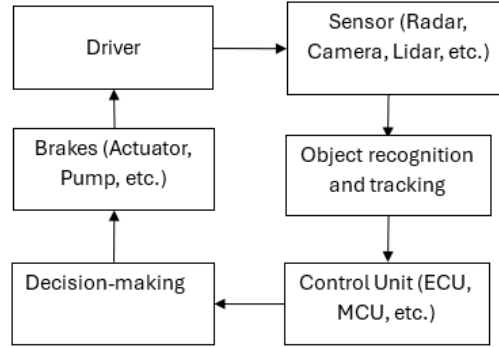 Driver
Sensor (Radar,
Camera, Lidar, etc.)
Brakes (Actuator,
Pump, etc.)
Object recognition
and tracking
Decision-making
Control Unit (ECU,
MCU, etc.)